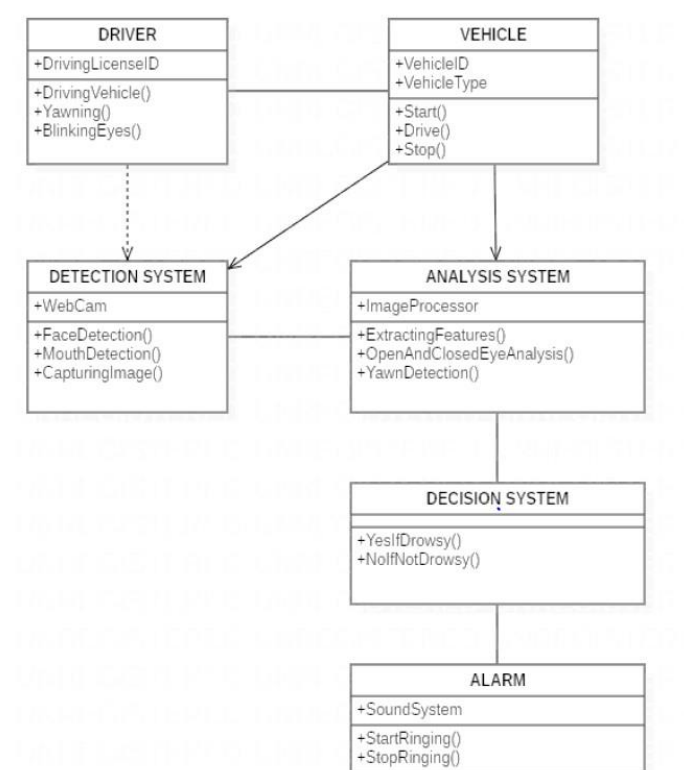 DRIVER
+DrivingLicenseID
+DrivingVehicle()
+Yawning()
+BlinkingEyes()
VEHICLE
+VehicleID
+VehicleType
+Start()
+Drive()
+Stop()
DETECTION SYSTEM
+WebCam
+FaceDetection()
+MouthDetection()
+CapturingImage()
ANALYSIS SYSTEM
+ImageProcessor
+ExtractingFeatures()
+OpenAndClosedEyeAnalysis()
+YawnDetection()
DECISION SYSTEM
+YesIfDrowsy()
+NoIfNotDrowsy()
ALARM
+SoundSystem
+StartRinging()
+StopRinging()